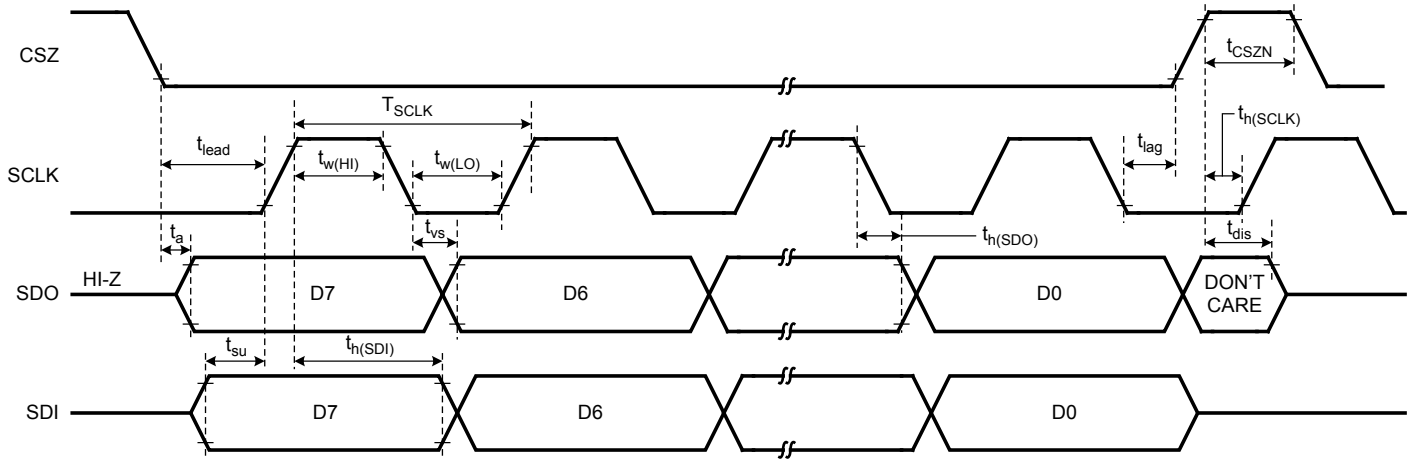 CSZ
t_CSZN
T_SCLK
t_h(SCLK)
t_lead
t_lag
SCLK
t_w(HI)
t_w(LO)
t_a
t_vs
t_h(SDO)
t_dis
HI-Z
SDO
D7
D6
D0
DON'T
CARE
t_su
t_h(SDI)
SDI
D7
D6
D0